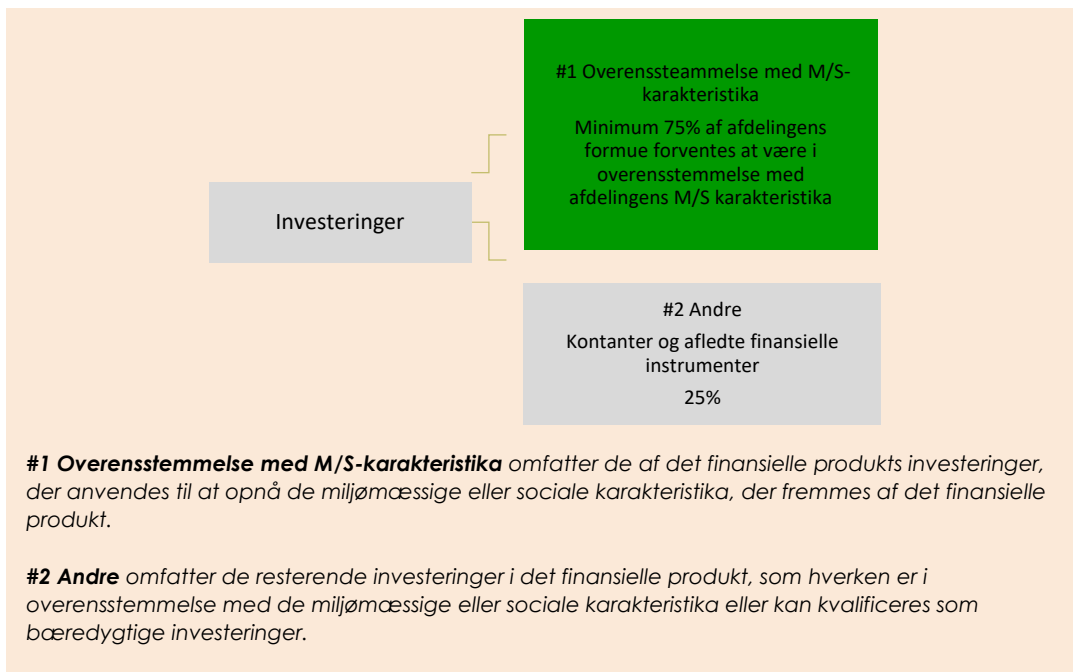 #1 Overenssteammelse med M/S-
karakteristika
Minimum 75% af afdelingens
formue forventes at være i
overensstemmelse med
afdelingens M/S karakteristika
Investeringer
#2 Andre
Kontanter og afledte finansielle
instrumenter
25%
#1 Overensstemmelse med M/S-karakteristika omfatter de af det finansielle produkts investeringer,
der anvendes til at opnå de miljømæssige eller sociale karakteristika, der fremmes af det finansielle
produkt.
#2 Andre omfatter de resterende investeringer i det finansielle produkt, som hverken er i
overensstemmelse med de miljømæssige eller sociale karakteristika eller kan kvalificeres som
bæredygtige investeringer.